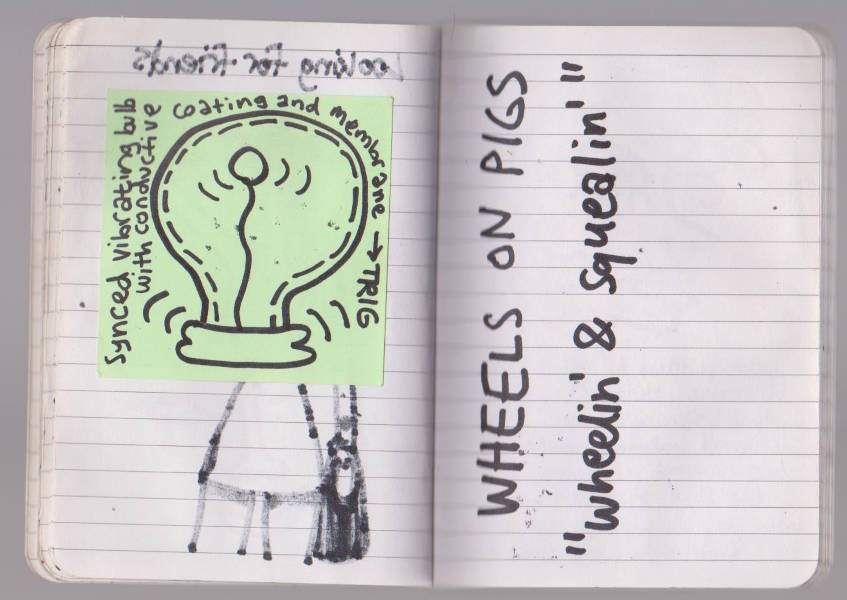 Looking for friends
Synced vibrating bulb
with conductive
coating and membrane → TRIG
WHEELS ON PIGS
"wheelin' & squealin'"